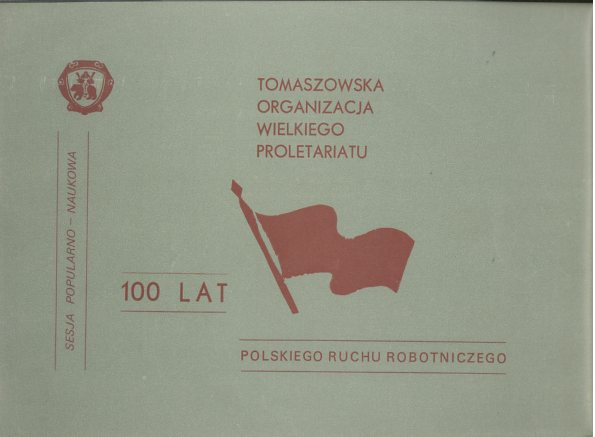 TOMASZOWSKA
ORGANIZACJA
WIELKIEGO
PROLETARIATU
SESJA POPULARNO – NAUKOWA
100 LAT
POLSKIEGO RUCHU ROBOTNICZEGO